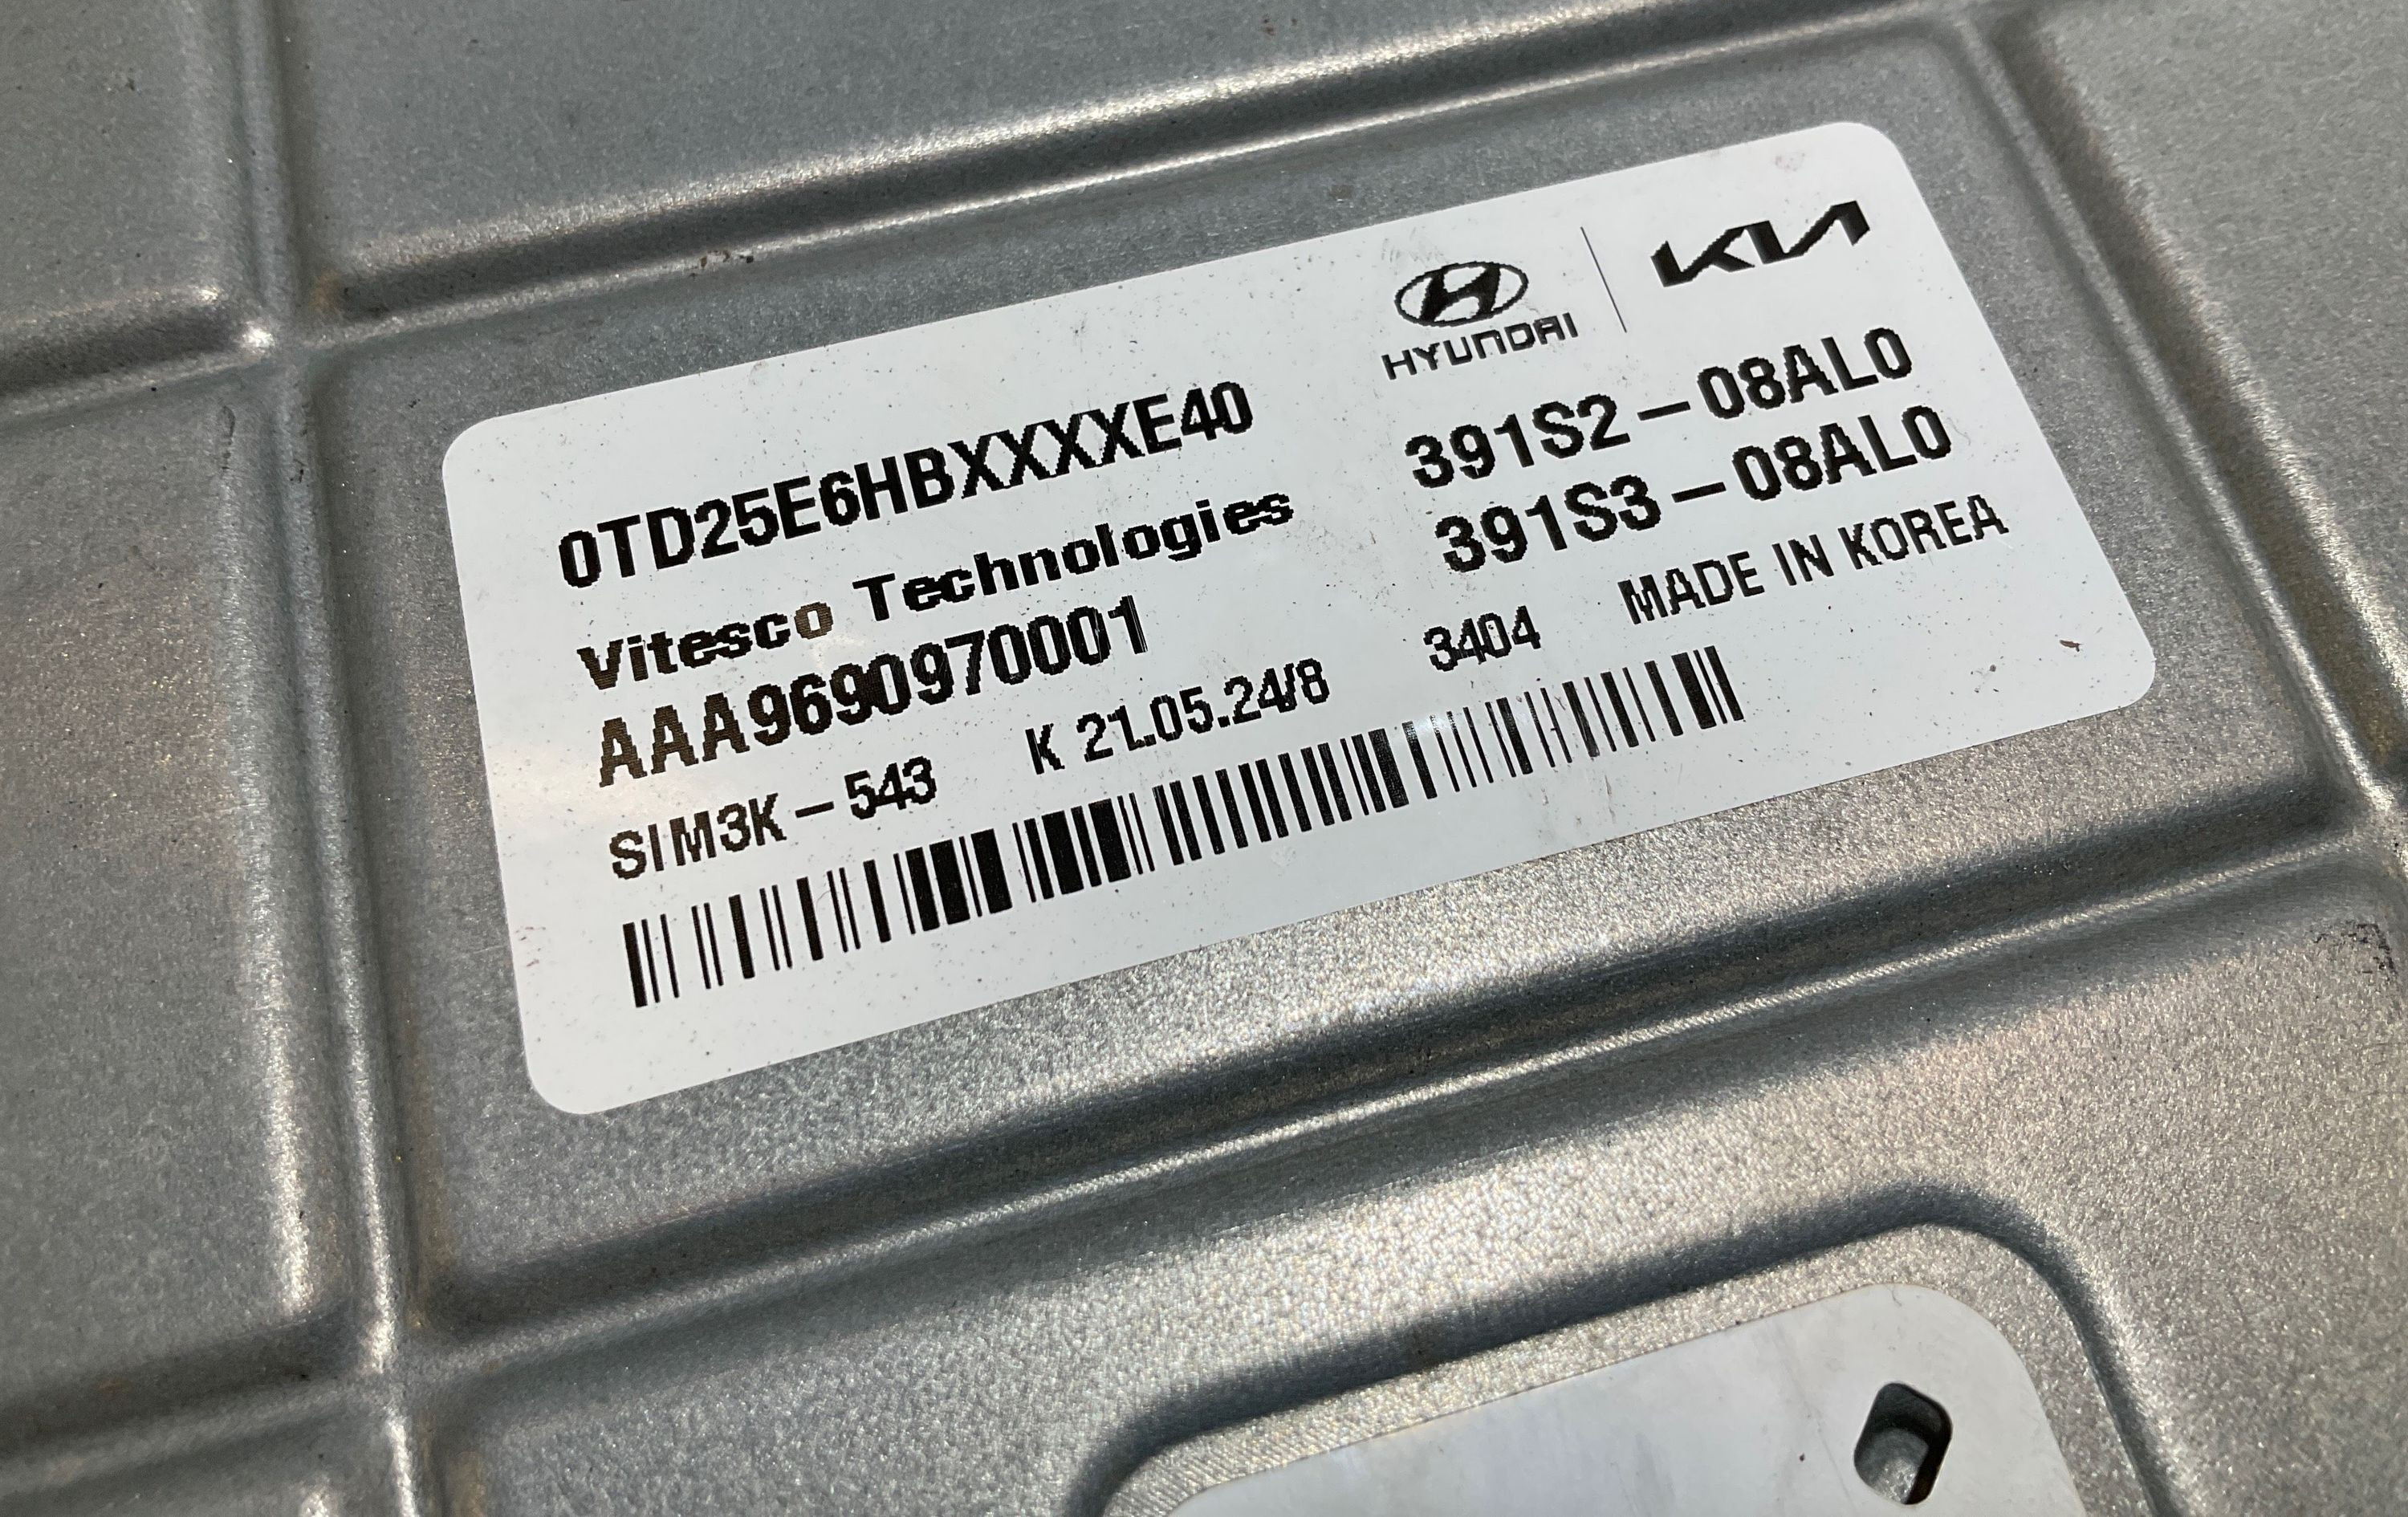 HYUNDAI KIA
0TD25E6HBXXXXE40 391S2-08AL0
Vitesco Technologies 391S3-08AL0
AAA9690970001 3404 MADE IN KOREA
SIM3K-543 K 21.05.24/8